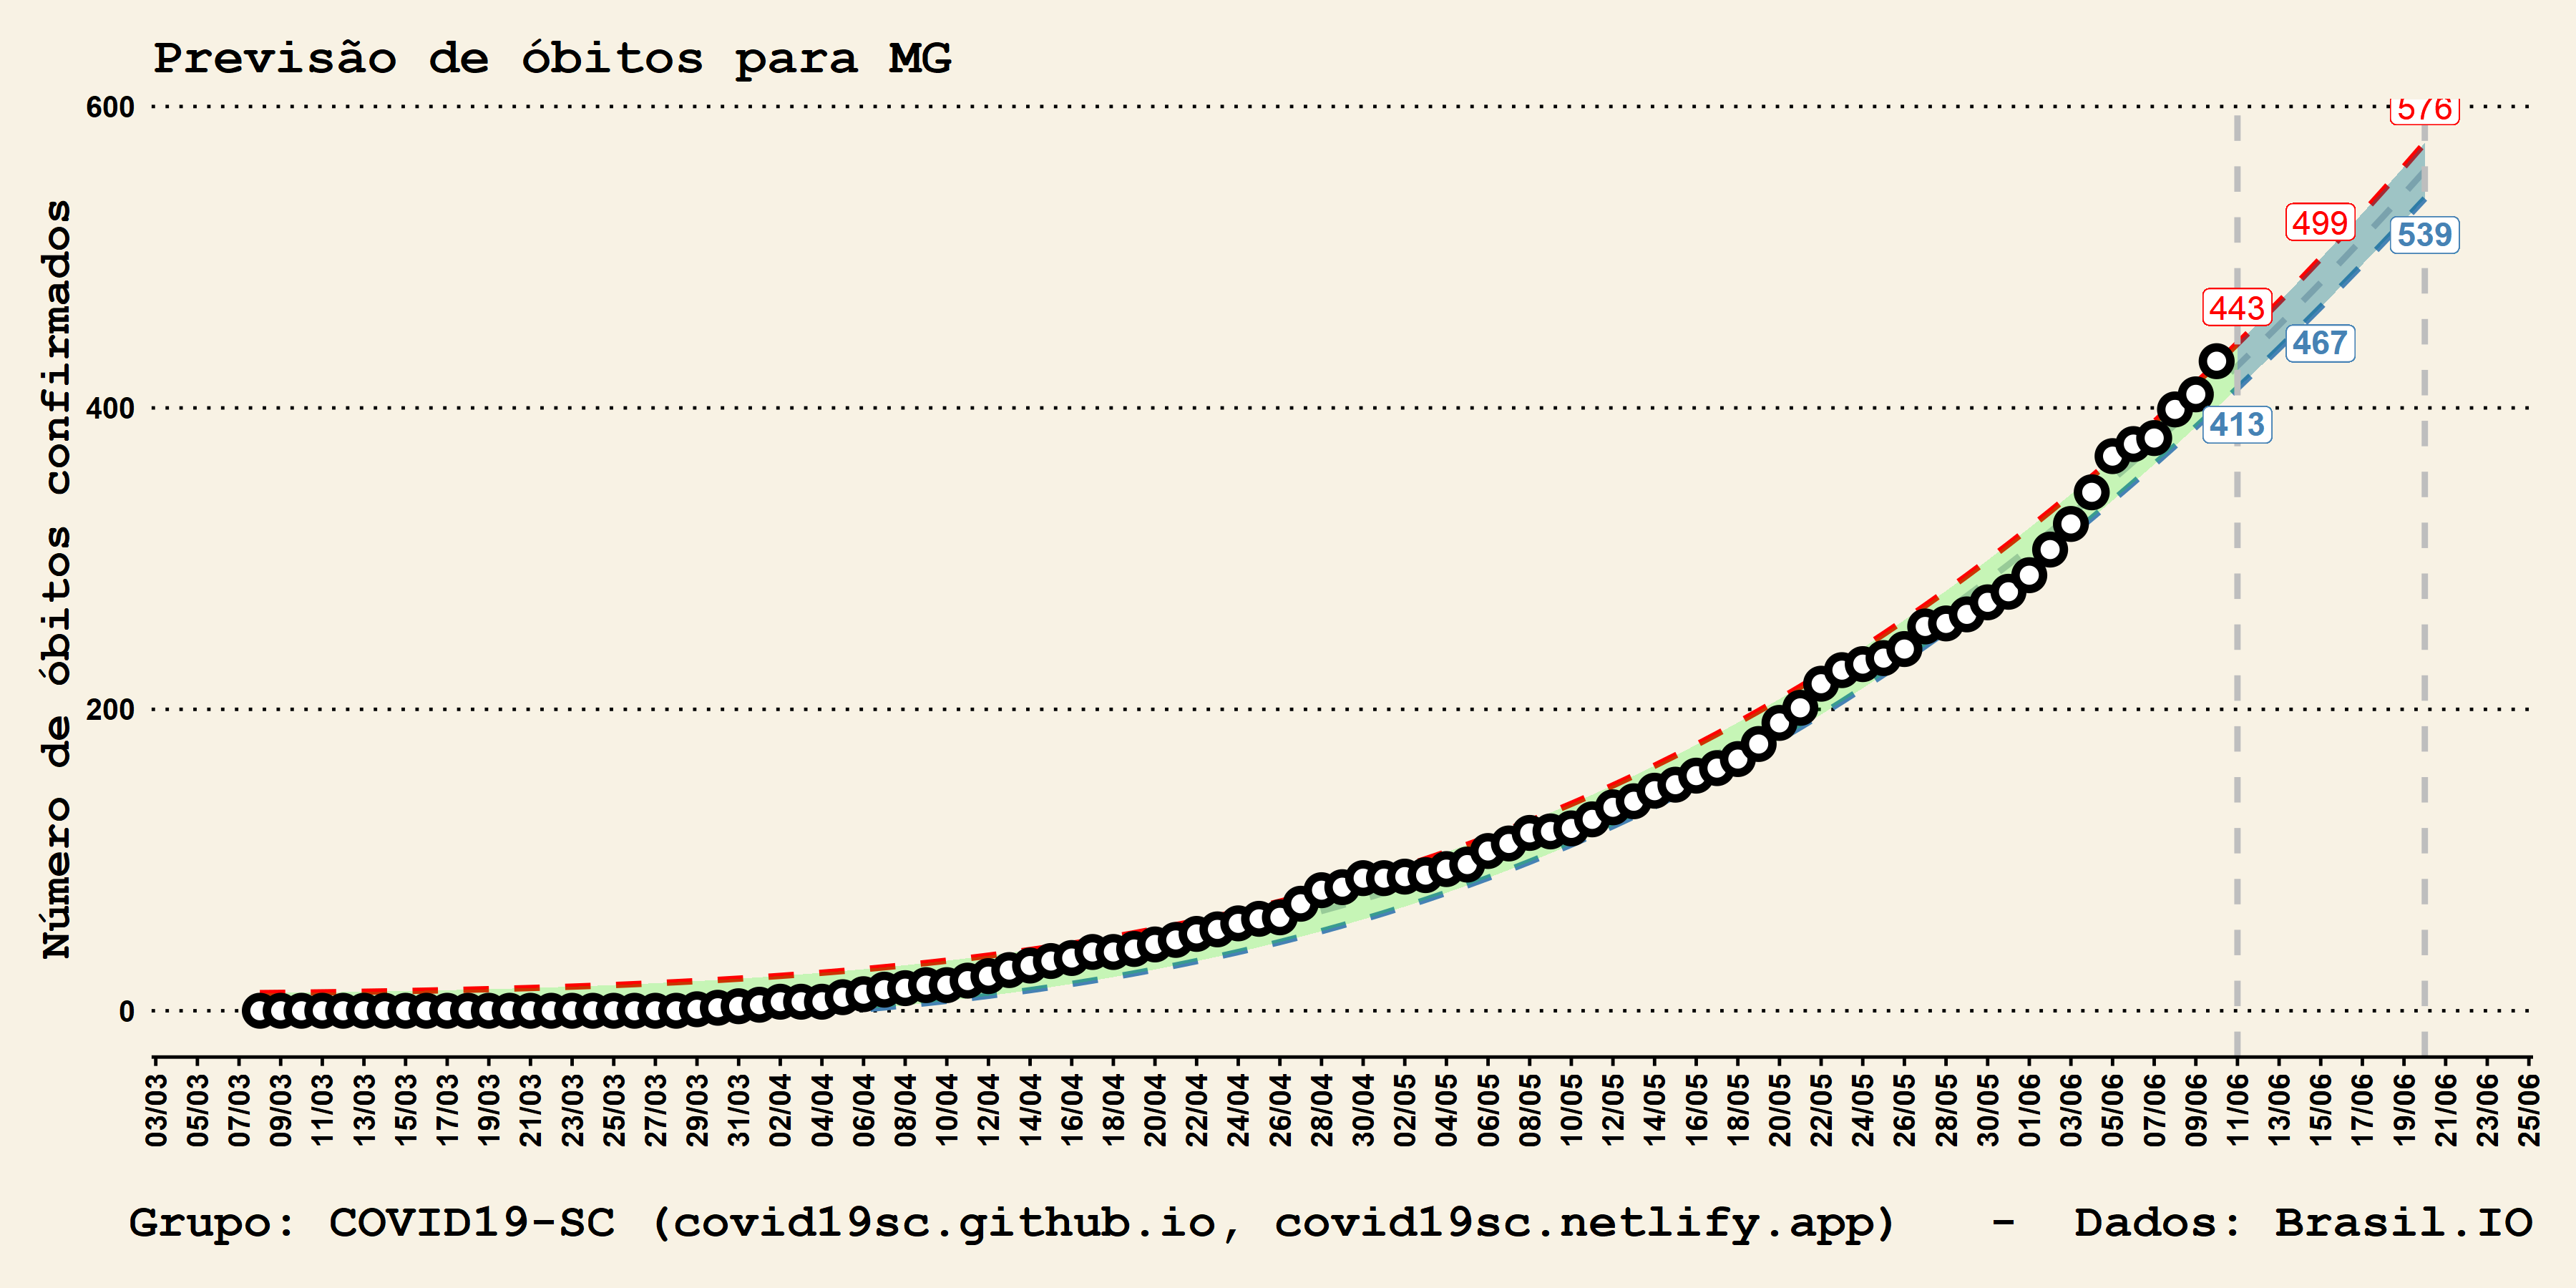 Previsão de óbitos para MG
Número de óbitos confirmados
600
400
200
0
576
499
539
443
467
413
03/03 05/03 07/03 09/03 11/03 13/03 15/03 17/03 19/03 21/03 23/03 25/03 27/03 29/03 31/03 02/04 04/04 06/04 08/04 10/04 12/04 14/04 16/04 18/04 20/04 22/04 24/04 26/04 28/04 30/04 02/05 04/05 06/05 08/05 10/05 12/05 14/05 16/05 18/05 20/05 22/05 24/05 26/05 28/05 30/05 01/06 03/06 05/06 07/06 09/06 11/06 13/06 15/06 17/06 19/06 21/06 23/06 25/06
Grupo: COVID19-SC (covid19sc.github.io, covid19sc.netlify.app) - Dados: Brasil.IO